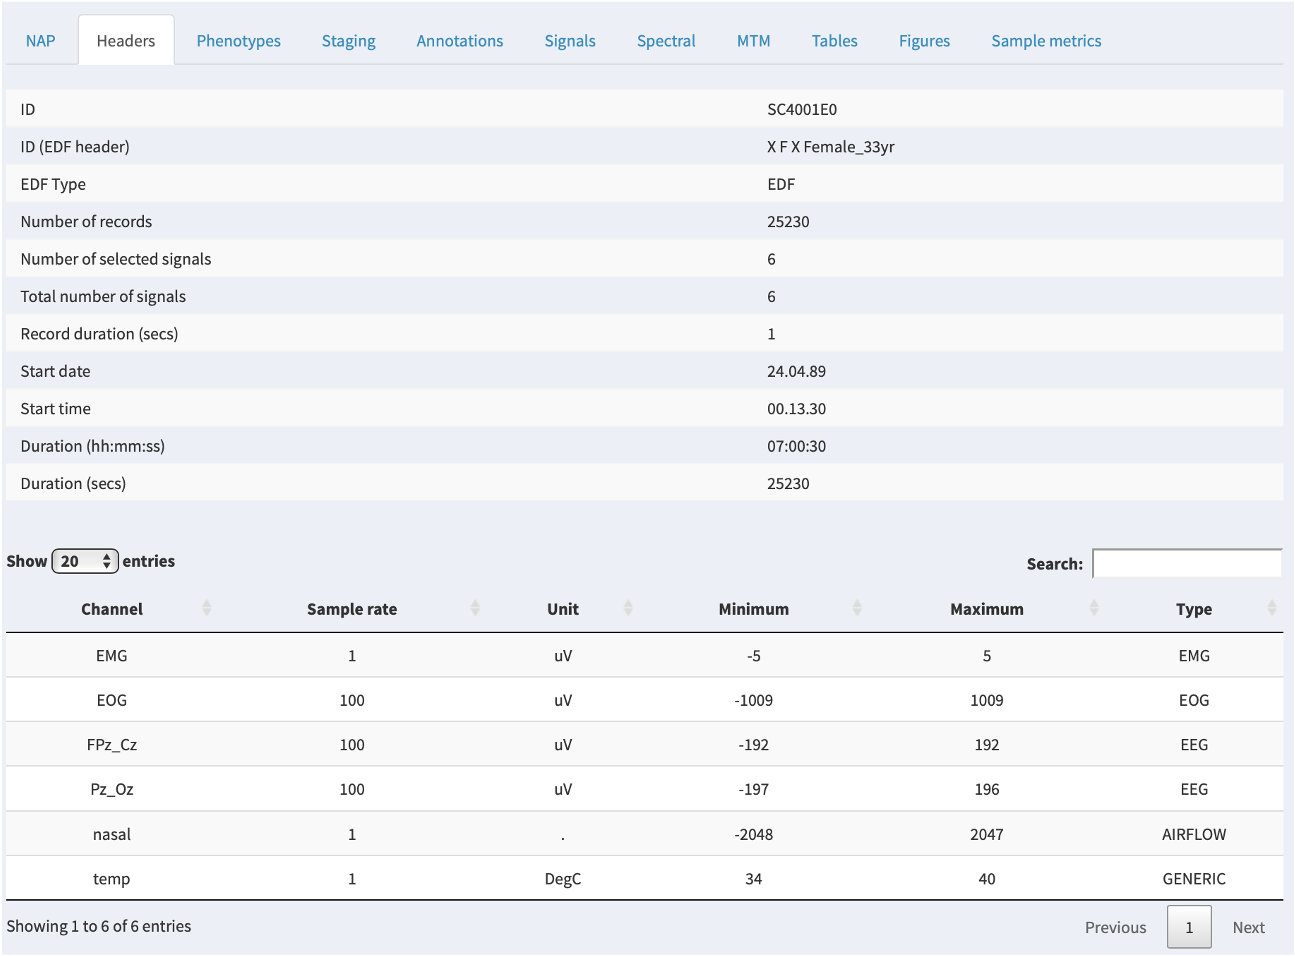 NAP Headers Phenotypes Staging Annotations Signals Spectral MTM Tables Figures Sample metrics
ID SC4001E0
ID (EDF header) X F X Female_33yr
EDF Type EDF
Number of records 25230
Number of selected signals 6
Total number of signals 6
Record duration (secs) 1
Start date 24.04.89
Start time 00.13.30
Duration (hh:mm:ss) 07:00:30
Duration (secs) 25230
Show 20 entries Search:
Channel Sample rate Unit Minimum Maximum Type
EMG 1 uV -5 5 EMG
EOG 100 uV -1009 1009 EOG
FPz_Cz 100 uV -192 192 EEG
Pz_Oz 100 uV -197 196 EEG
nasal 1 . -2048 2047 AIRFLOW
temp 1 DegC 34 40 GENERIC
Showing 1 to 6 of 6 entries Previous 1 Next